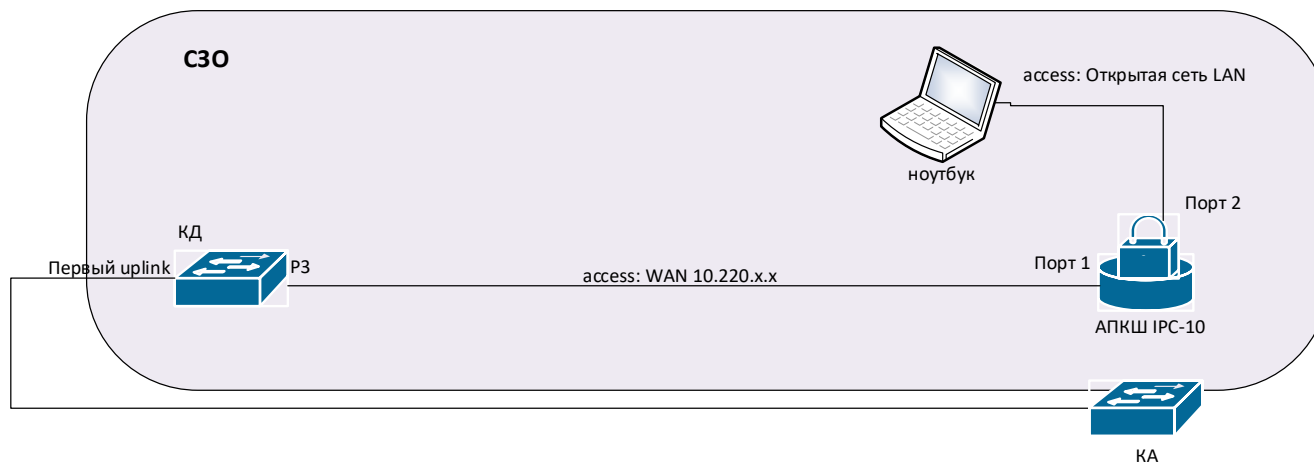 СЗО
access: Открытая сеть LAN
ноутбук
Порт 2
КД
Первый uplink
P3
access: WAN 10.220.x.x
Порт 1
АПКШ IPC-10
КА